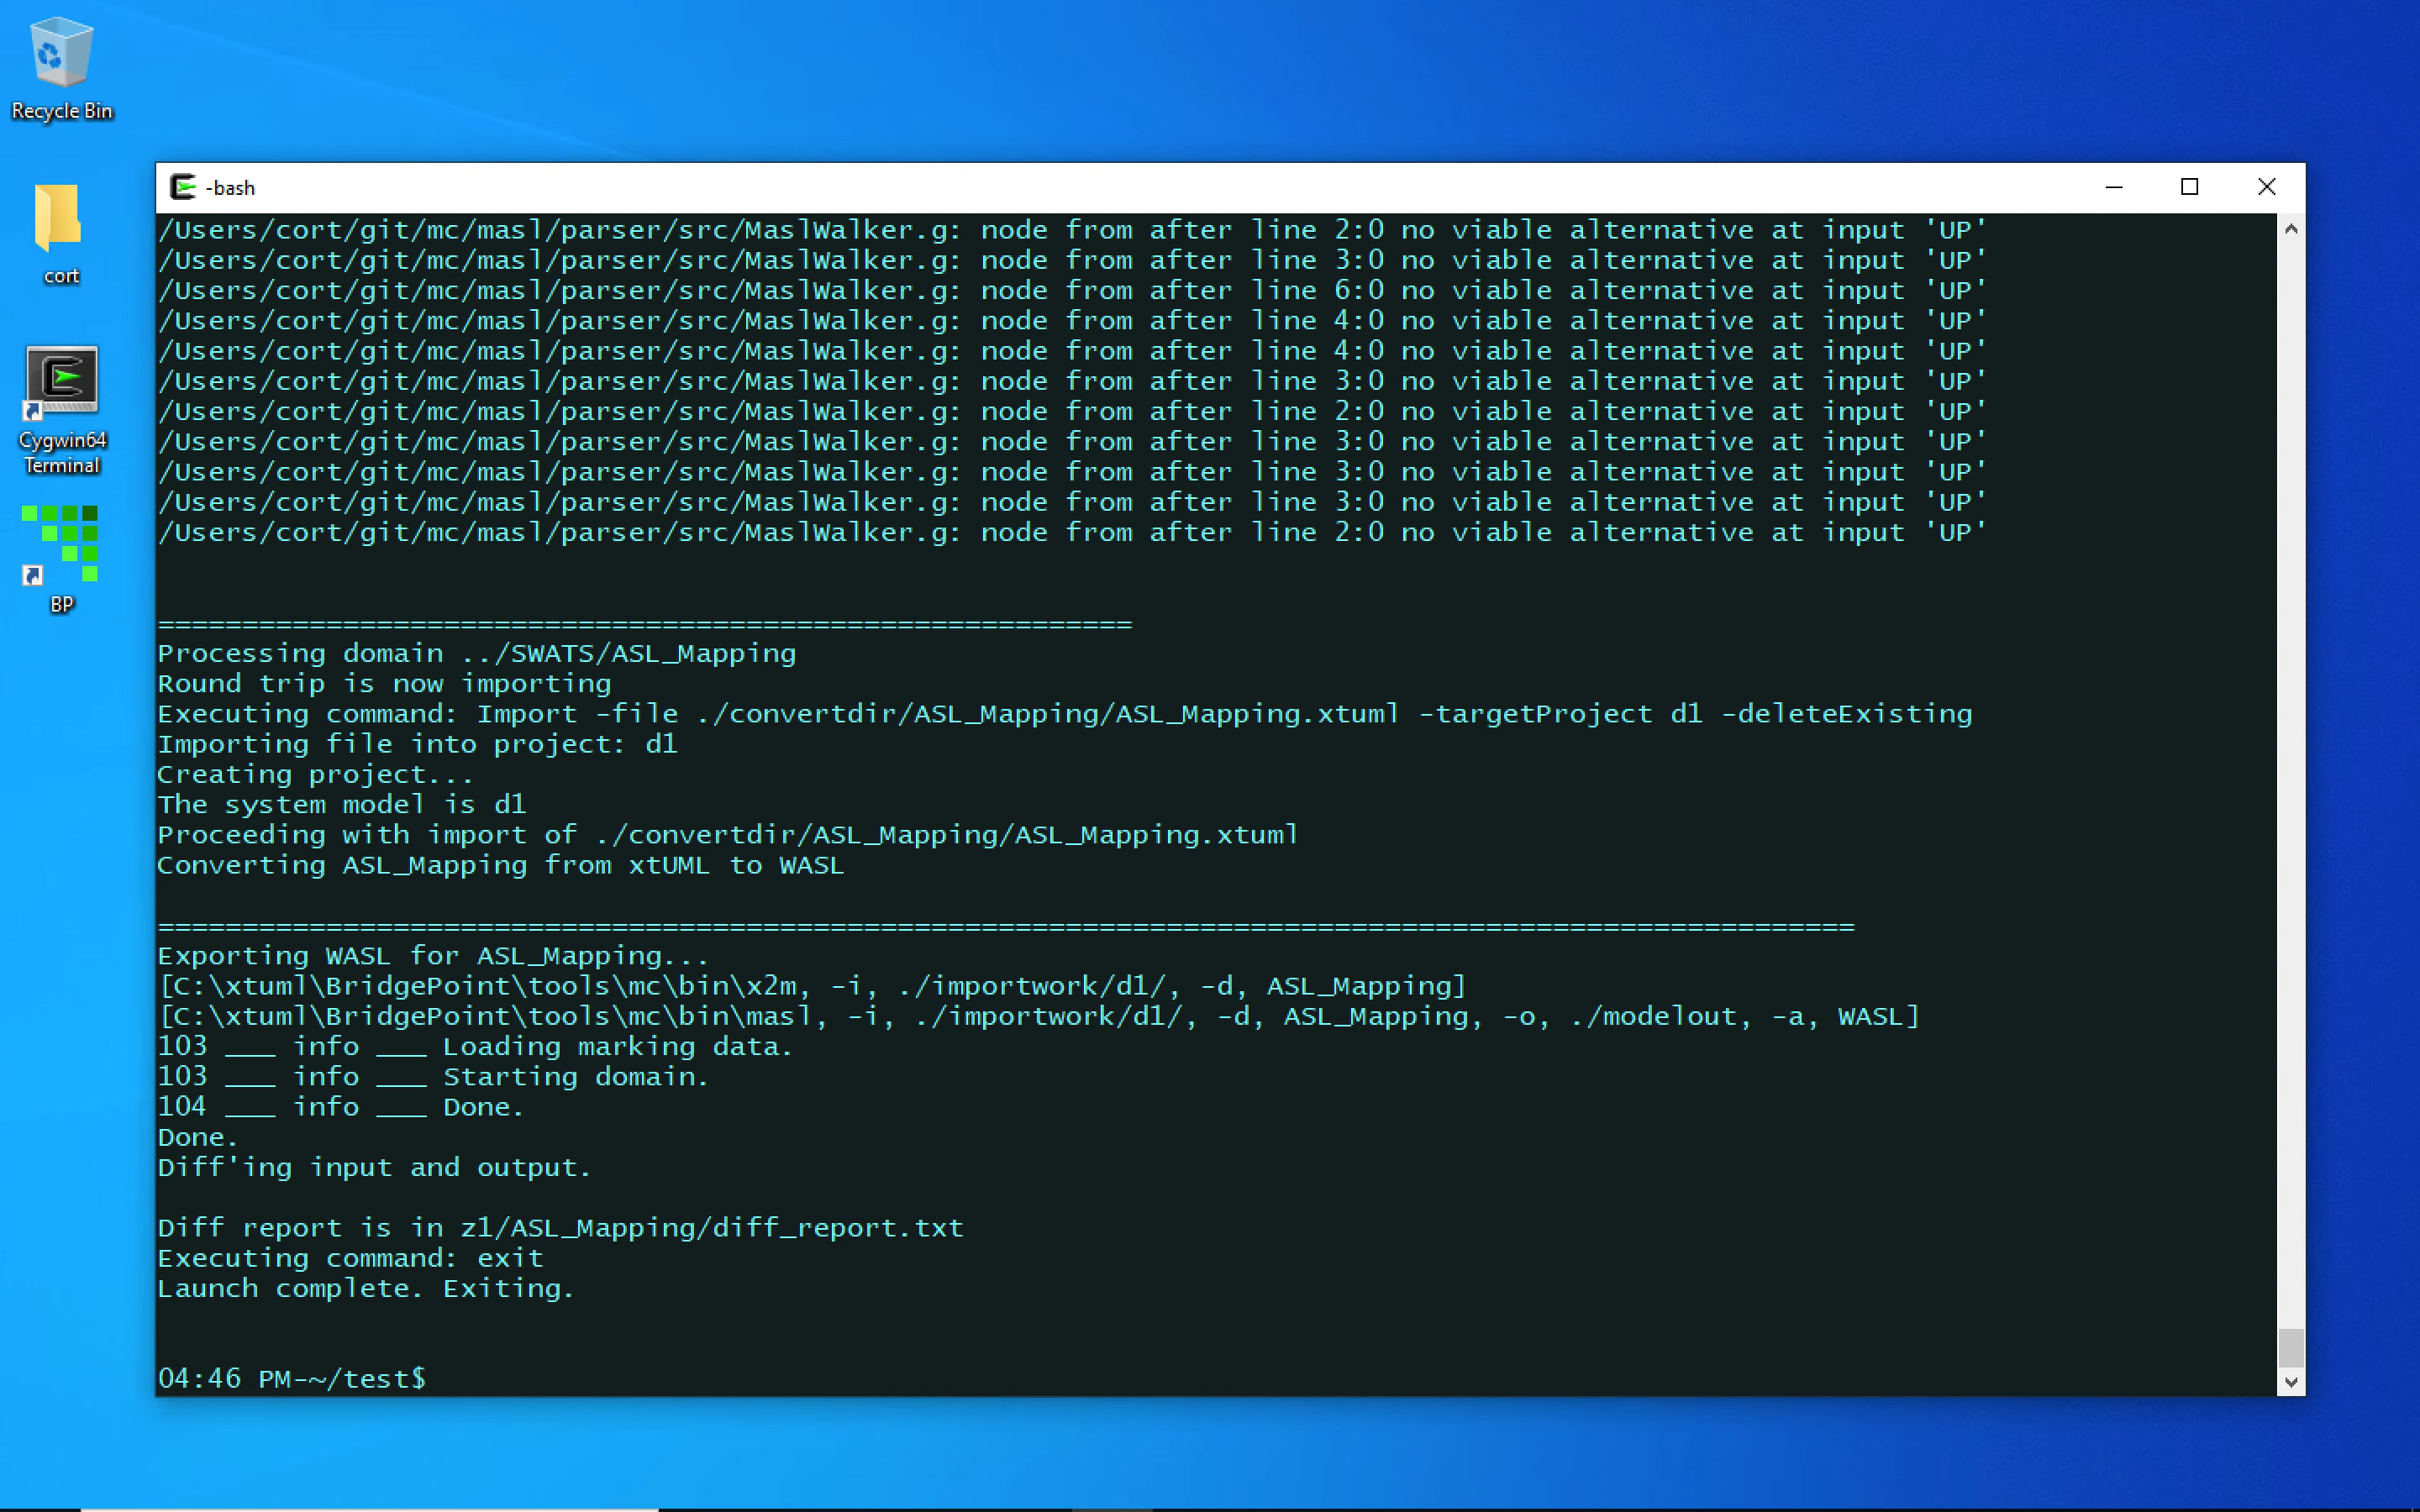 Recycle Bin
cort
Cygwin64
Terminal
BP
-bash
/Users/cort/git/mc/masl/parser/src/MaslWalker.g: node from after line 2:0 no viable alternative at input 'UP'
/Users/cort/git/mc/masl/parser/src/MaslWalker.g: node from after line 3:0 no viable alternative at input 'UP'
/Users/cort/git/mc/masl/parser/src/MaslWalker.g: node from after line 6:0 no viable alternative at input 'UP'
/Users/cort/git/mc/masl/parser/src/MaslWalker.g: node from after line 4:0 no viable alternative at input 'UP'
/Users/cort/git/mc/masl/parser/src/MaslWalker.g: node from after line 4:0 no viable alternative at input 'UP'
/Users/cort/git/mc/masl/parser/src/MaslWalker.g: node from after line 3:0 no viable alternative at input 'UP'
/Users/cort/git/mc/masl/parser/src/MaslWalker.g: node from after line 2:0 no viable alternative at input 'UP'
/Users/cort/git/mc/masl/parser/src/MaslWalker.g: node from after line 3:0 no viable alternative at input 'UP'
/Users/cort/git/mc/masl/parser/src/MaslWalker.g: node from after line 3:0 no viable alternative at input 'UP'
/Users/cort/git/mc/masl/parser/src/MaslWalker.g: node from after line 3:0 no viable alternative at input 'UP'
/Users/cort/git/mc/masl/parser/src/MaslWalker.g: node from after line 2:0 no viable alternative at input 'UP'
==========================================================
Processing domain ../SWATS/ASL_Mapping
Round trip is now importing
Executing command: Import -file ./convertdir/ASL_Mapping/ASL_Mapping.xtuml -targetProject d1 -deleteExisting
Importing file into project: d1
Creating project...
The system model is d1
Proceeding with import of ./convertdir/ASL_Mapping/ASL_Mapping.xtuml
Converting ASL_Mapping from xtUML to WASL
=====================================================================================================
Exporting WASL for ASL_Mapping...
[C:\xtuml\BridgePoint\tools\mc\bin\x2m, -i, ./importwork/d1/, -d, ASL_Mapping]
[C:\xtuml\BridgePoint\tools\mc\bin\masl, -i, ./importwork/d1/, -d, ASL_Mapping, -o, ./modelout, -a, WASL]
103 ___ info ___ Loading marking data.
103 ___ info ___ Starting domain.
104 ___ info ___ Done.
Done.
Diff'ing input and output.
Diff report is in z1/ASL_Mapping/diff_report.txt
Executing command: exit
Launch complete. Exiting.
04:46 PM-~/test$